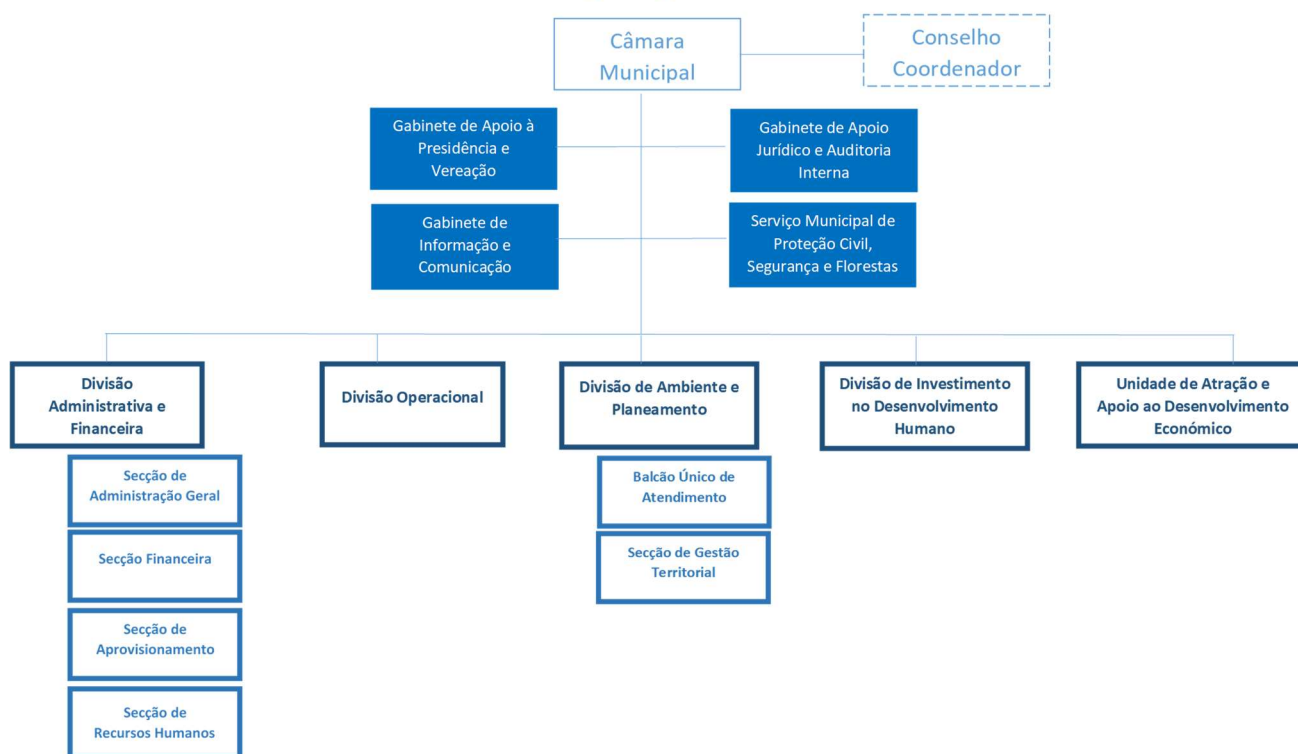 Câmara
Municipal
Conselho
Coordenador
Gabinete de Apoio à
Presidência e
Vereação
Gabinete de Apoio
Jurídico e Auditoria
Interna
Gabinete de
Informação e
Comunicação
Serviço Municipal de
Proteção Civil,
Segurança e Florestas
Divisão
Administrativa e
Financeira
Divisão Operacional
Divisão de Ambiente e
Planeamento
Divisão de Investimento
no Desenvolvimento
Humano
Unidade de Atração e
Apoio ao Desenvolvimento
Económico
Secção de
Administração Geral
Secção Financeira
Secção de
Aprovisionamento
Secção de
Recursos Humanos
Balcão Único de
Atendimento
Secção de Gestão
Territorial